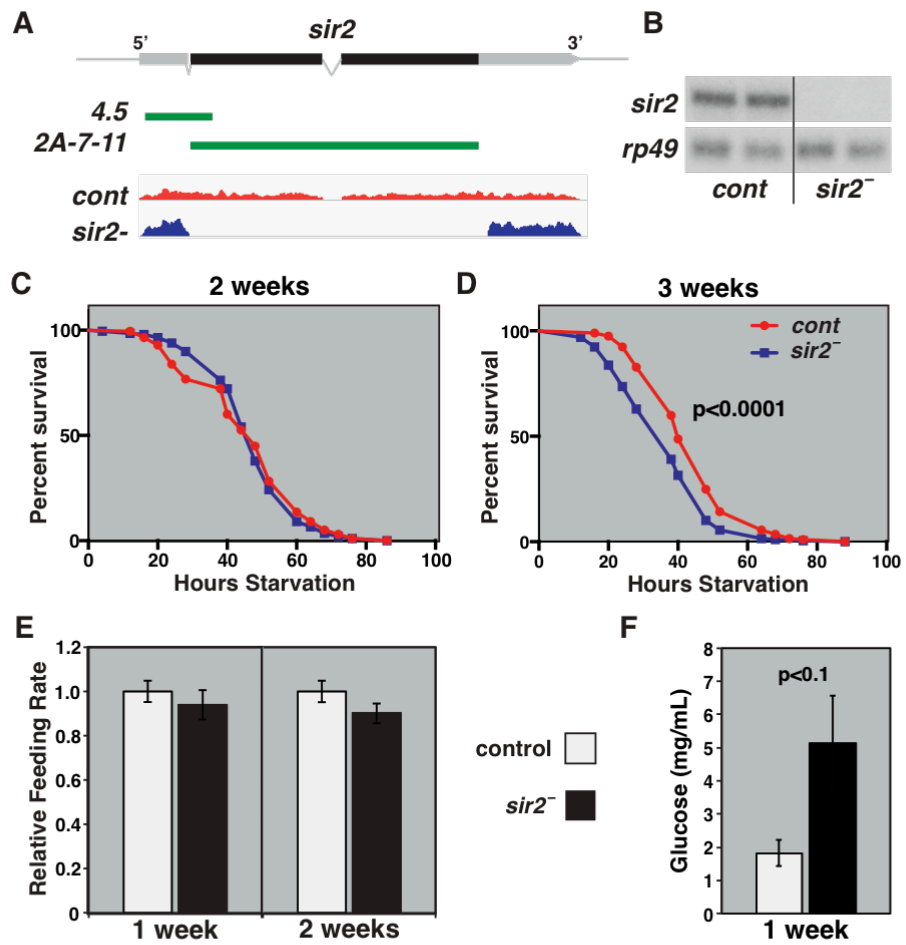 A
sir2
5’
3’
4.5
2A-7-11
cont
sir2-
B
sir2
rp49
cont
sir2–
C
2 weeks
Percent survival
100
50
0
0 20 40 60 80 100
Hours Starvation
D
3 weeks
cont
sir2–
p<0.0001
Percent survival
100
50
0
0 20 40 60 80 100
Hours Starvation
E
Relative Feeding Rate
1.2
1.0
0.8
0.6
0.4
0.2
0
1 week 2 weeks
control
sir2–
F
Glucose (mg/mL)
8
7
6
5
4
3
2
1
0
p<0.1
1 week